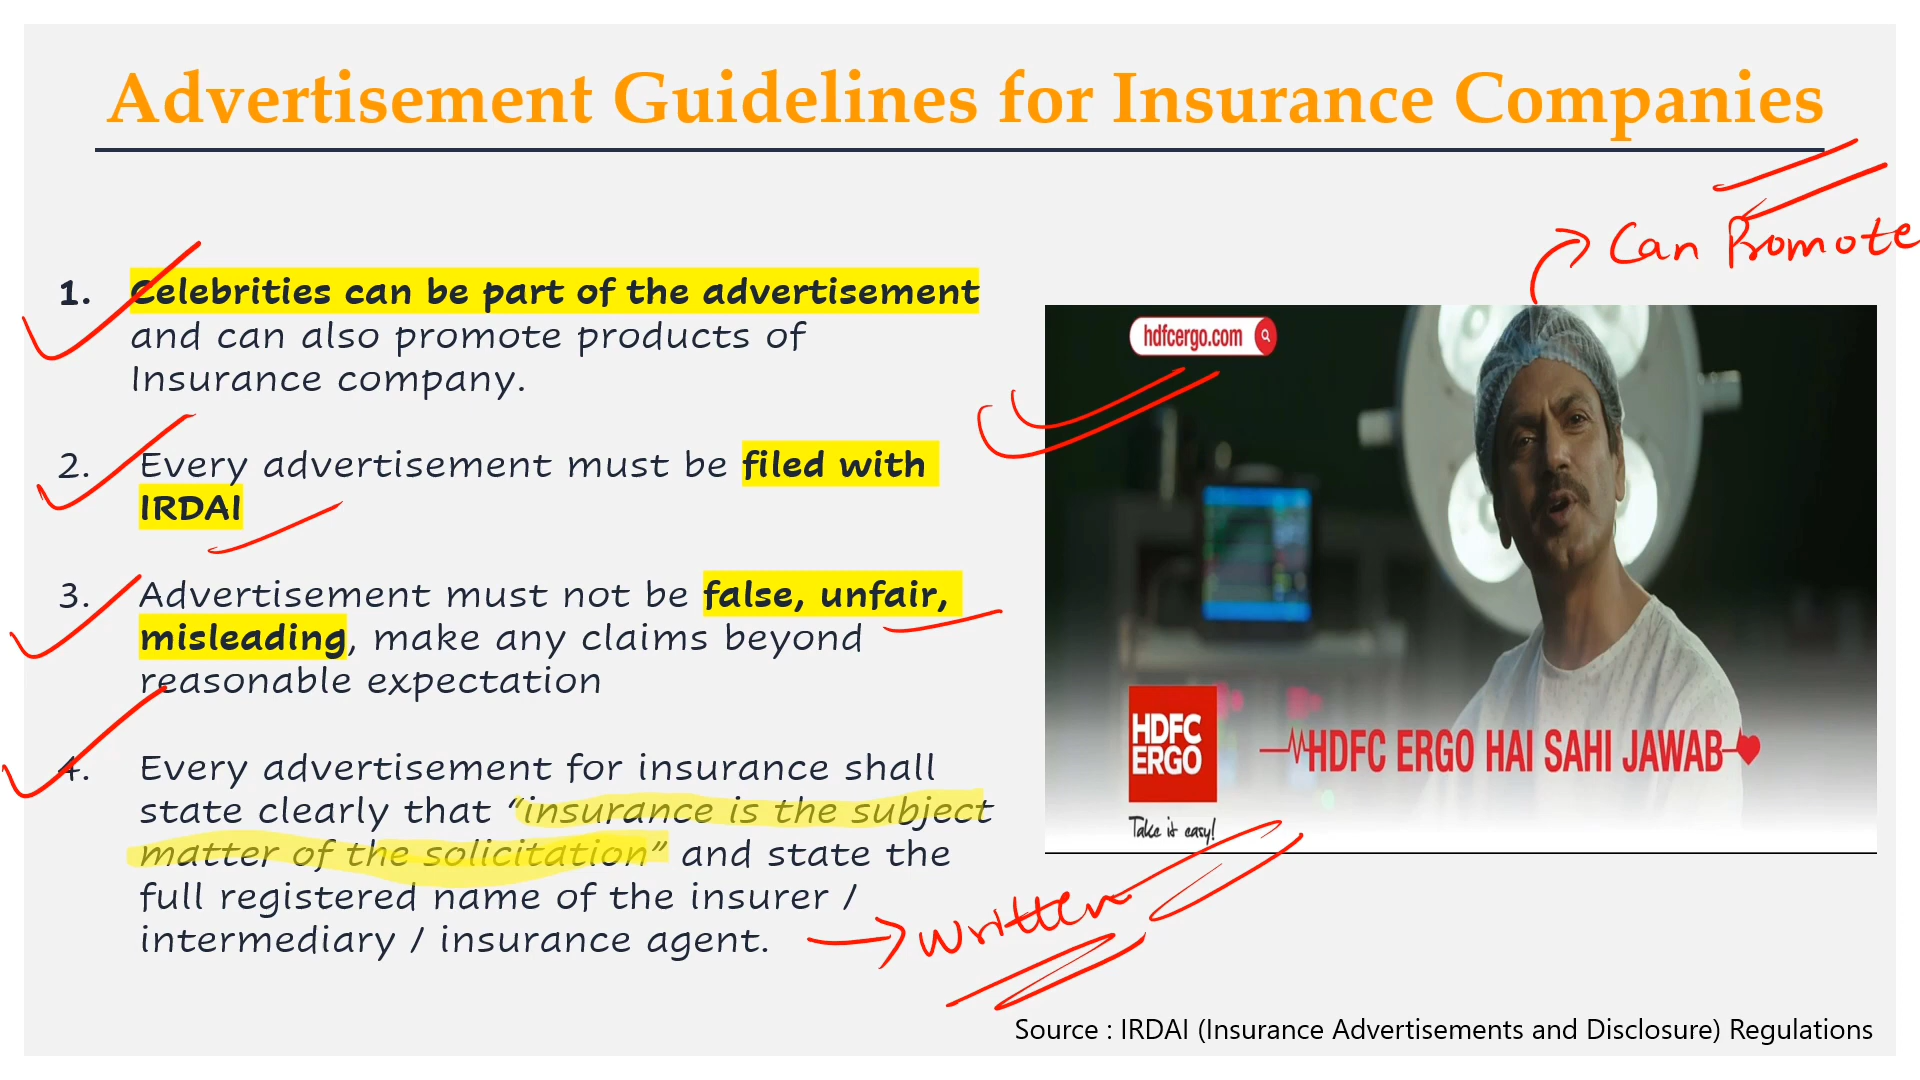 Advertisement Guidelines for Insurance Companies
Can Promote
1. Celebrities can be part of the advertisement
and can also promote products of
Insurance company.
2. Every advertisement must be filed with
IRDAI
3. Advertisement must not be false, unfair,
misleading, make any claims beyond
reasonable expectation
4. Every advertisement for insurance shall
state clearly that “insurance is the subject
matter of the solicitation” and state the
full registered name of the insurer /
intermediary / insurance agent.
Written
hdfcergo.com
HDFC
ERGO
HDFC ERGO HAI SAHI JAWAB
Take it easy!
Source : IRDAI (Insurance Advertisements and Disclosure) Regulations